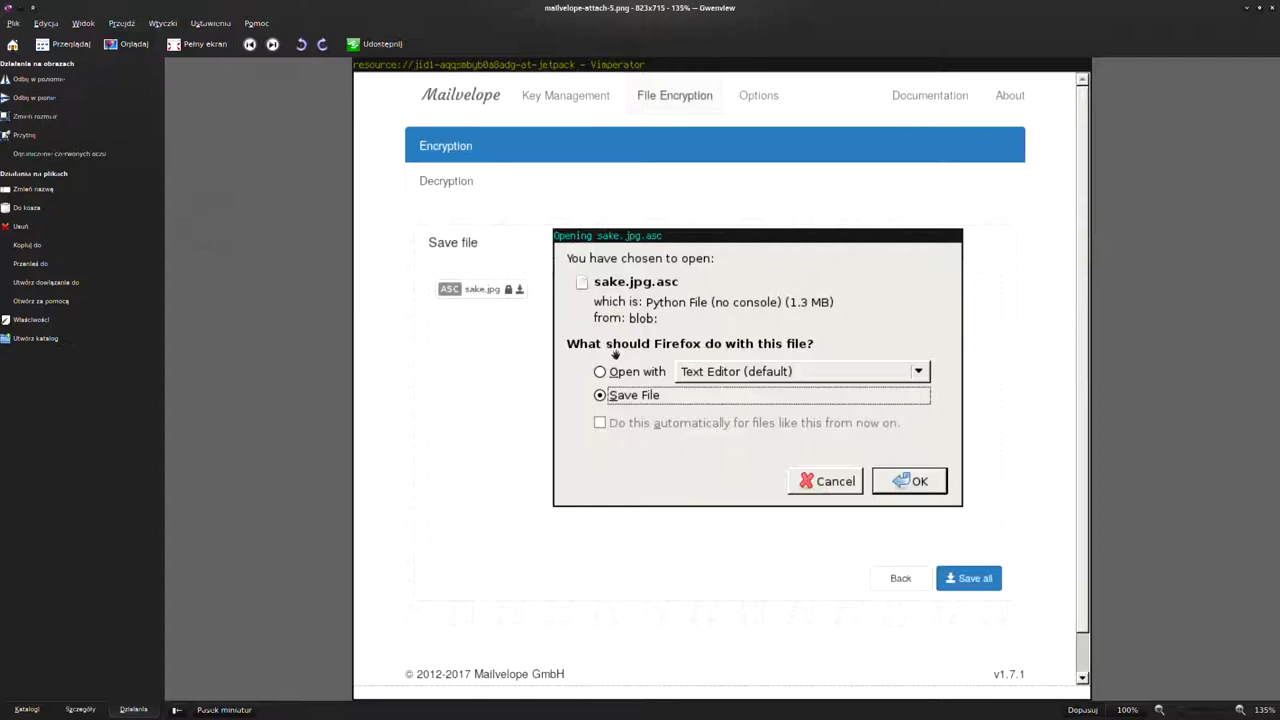 mailvelope-attach-5.png - 823x715 - 135% — Gwenview
Plik Edycja Widok Przejdź Wtyczki Ustawienia Pomoc
Przeglądaj Oglądaj Pełny ekran Udostępnij
Działania na obrazach
Odbij w poziomie
Odbij w pionie
Zmień rozmiar
Przytnij
Ograniczenie czerwonych oczu
Działania na plikach
Zmień nazwę
Do kosza
Usuń
Kopiuj do
Przenieś do
Utwórz dowiązanie do
Otwórz za pomocą
Właściwości
Utwórz katalog
resource://jid1-aqqsmbyb0a8adg-at-jetpack - Vimperator
Mailvelope Key Management File Encryption Options Documentation About
Encryption
Decryption
Save file
ASC sake.jpg
Opening sake.jpg.asc
You have chosen to open:
sake.jpg.asc
which is: Python File (no console) (1.3 MB)
from: blob:
What should Firefox do with this file?
Open with Text Editor (default)
Save File
Do this automatically for files like this from now on.
Cancel OK
Back Save all
© 2012-2017 Mailvelope GmbH v1.7.1
Katalogi Szczegóły Działania Pasek miniatur Dopasuj 100% 135%